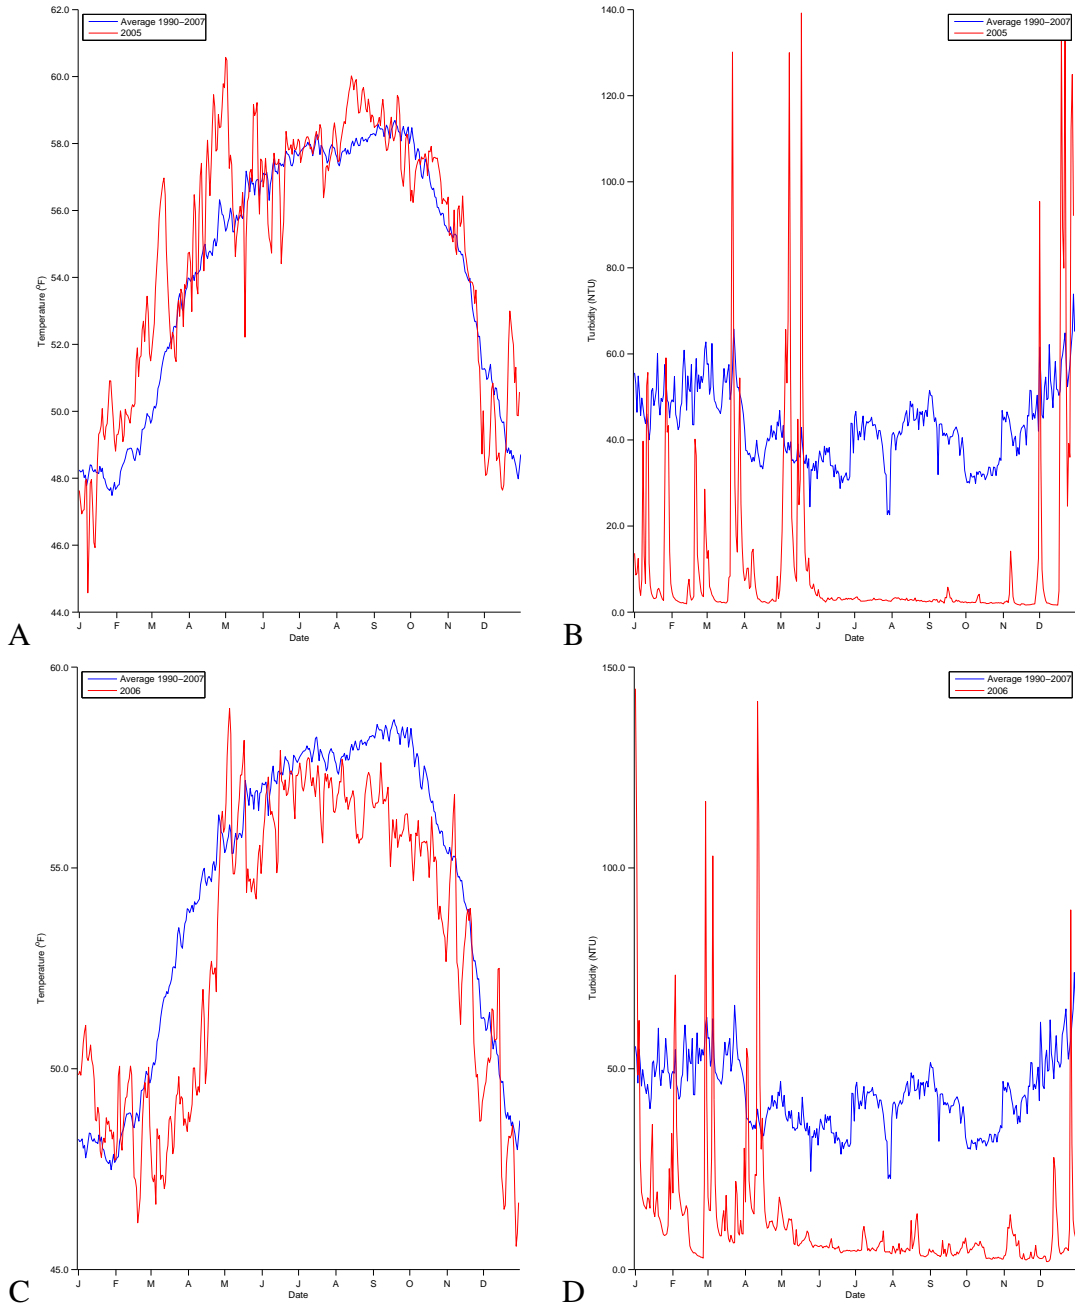 62.0
60.0
58.0
56.0
54.0
52.0
50.0
48.0
46.0
44.0
Temperature (°F)
Average 1990–2007
2005
J F M A M J J A S O N D
Date
A
140.0
120.0
100.0
80.0
60.0
40.0
20.0
0.0
Turbidity (NTU)
Average 1990–2007
2005
J F M A M J J A S O N D
Date
B
60.0
55.0
50.0
45.0
Temperature (°F)
Average 1990–2007
2006
J F M A M J J A S O N D
Date
C
150.0
100.0
50.0
0.0
Turbidity (NTU)
Average 1990–2007
2006
J F M A M J J A S O N D
Date
D